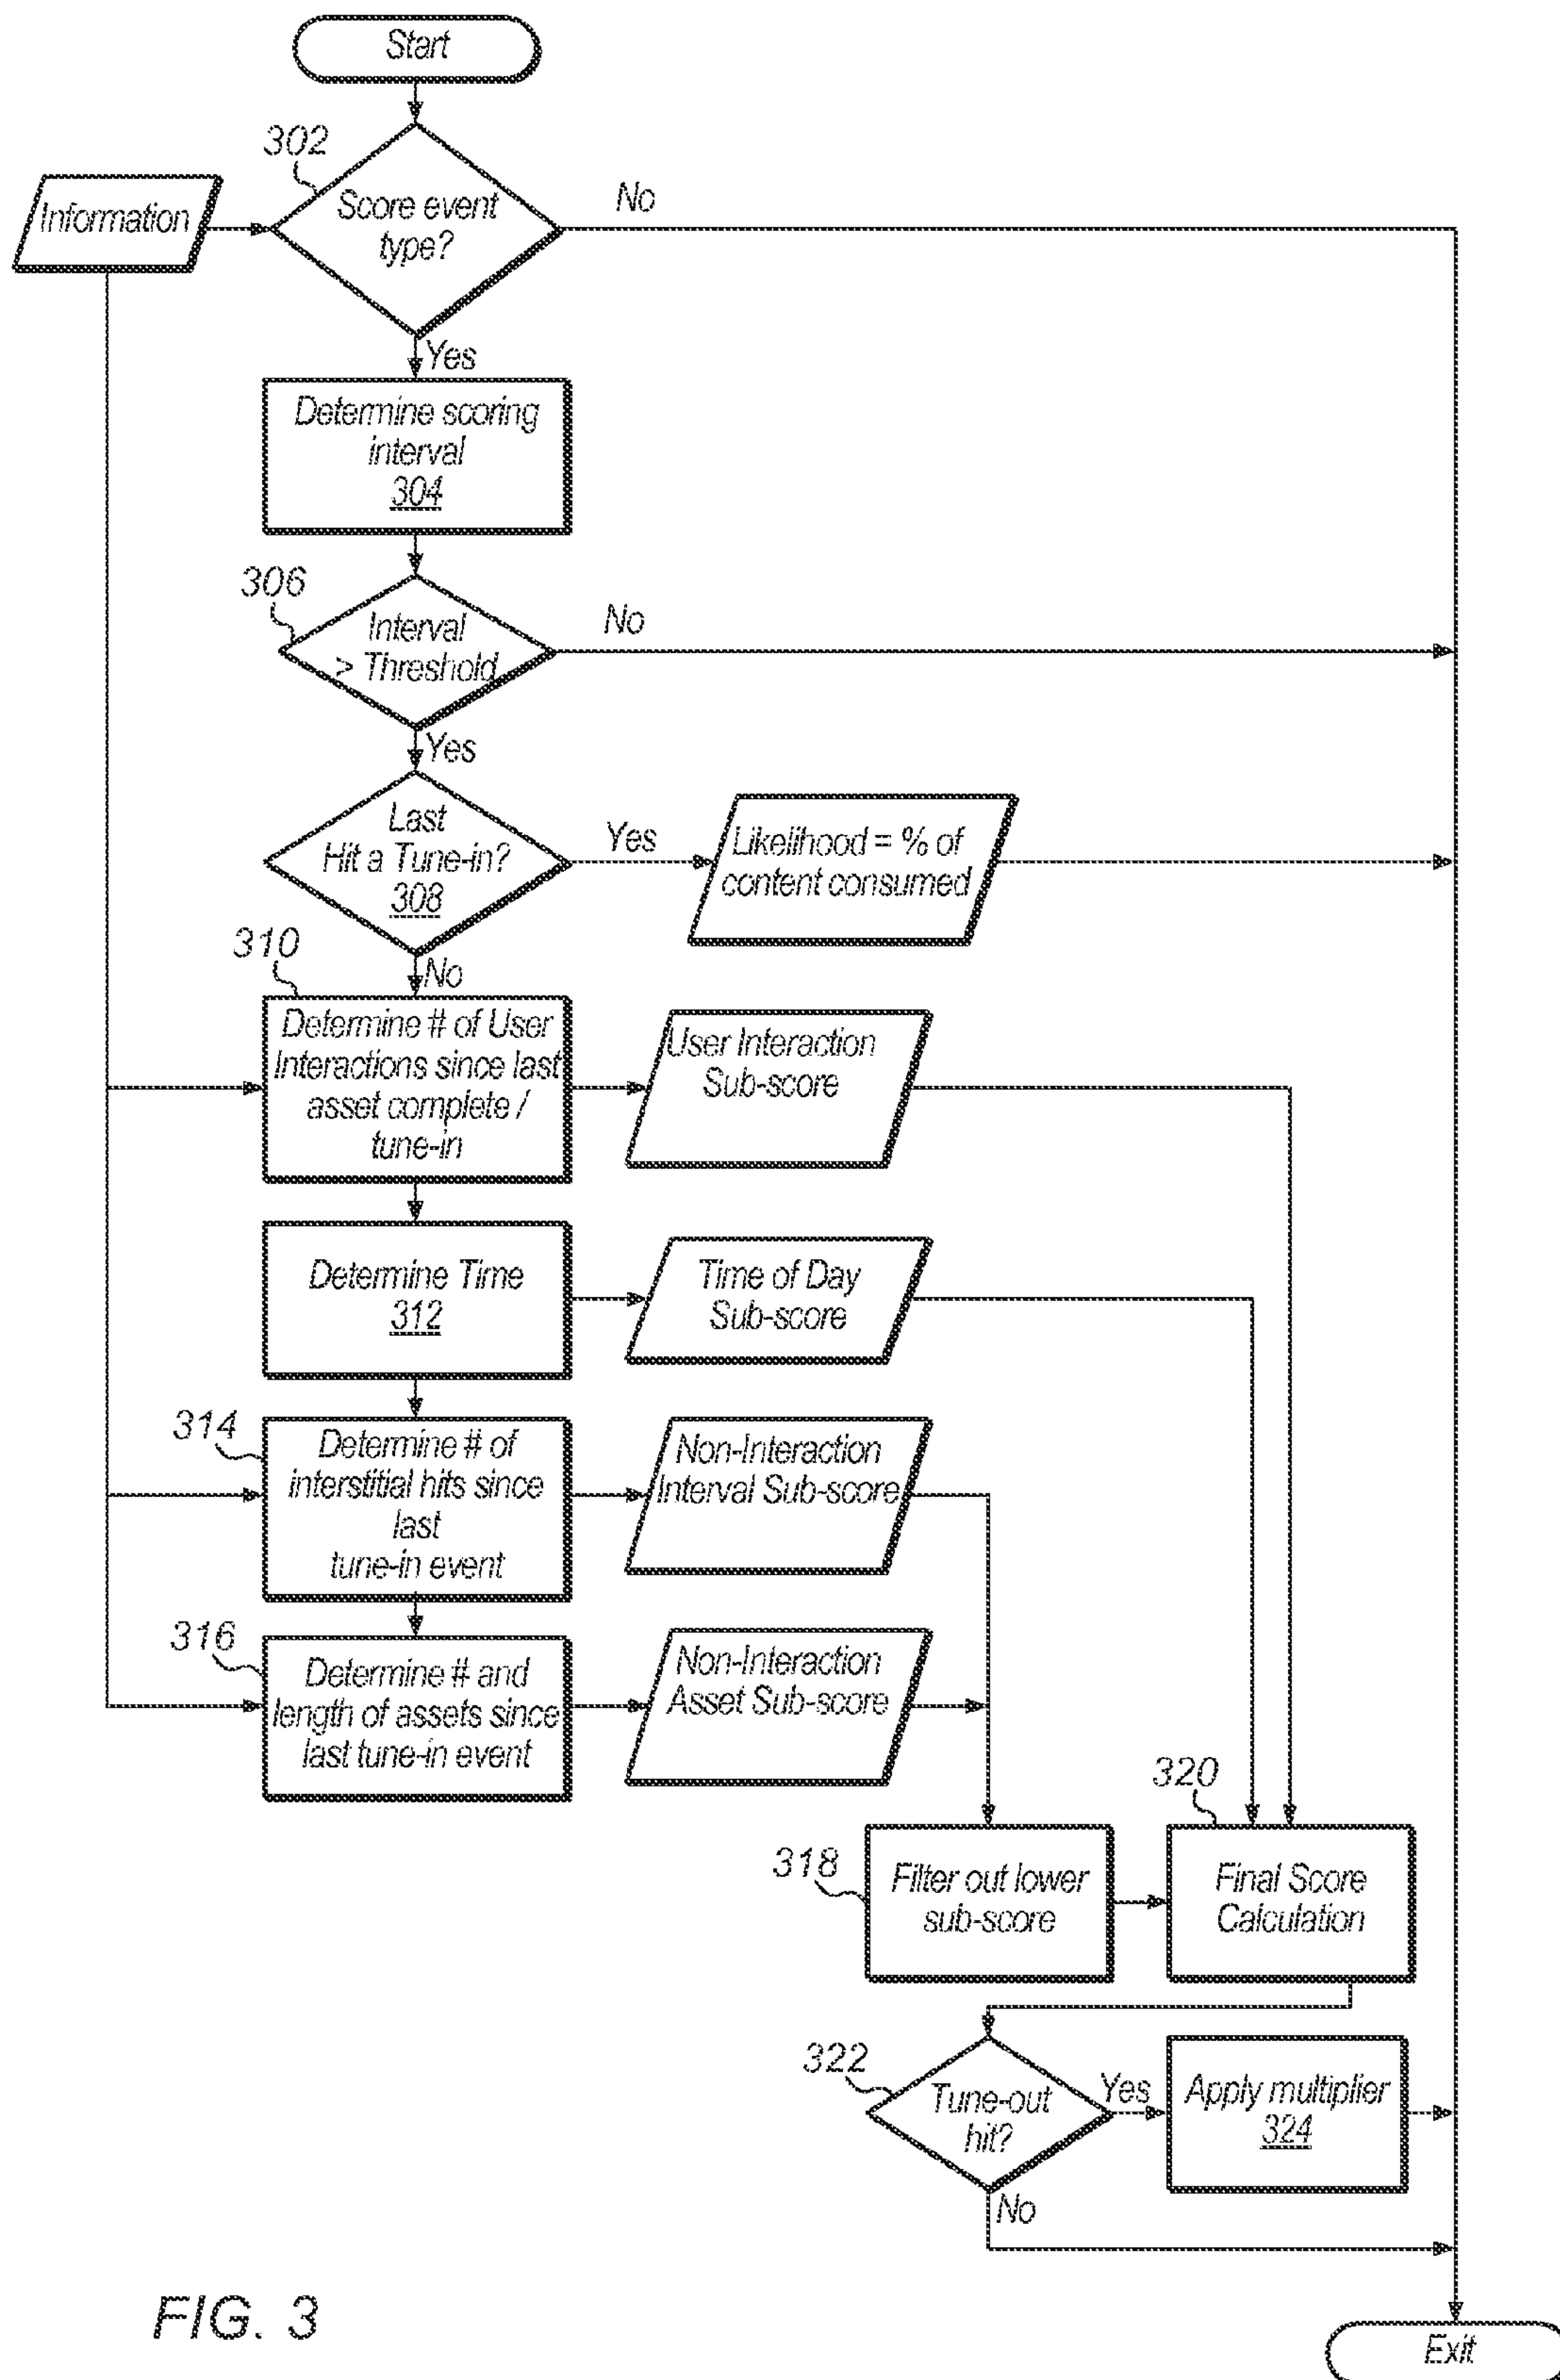 Start
302
Information
Score event
type?
No
Yes
Determine scoring
interval
304
306
Interval
> Threshold
No
Yes
Last
Hit a Tune-in?
308
Yes
Likelihood = % of
content consumed
310
No
Determine # of User
Interactions since last
asset complete /
tune-in
User Interaction
Sub-score
Determine Time
312
Time of Day
Sub-score
314
Determine # of
interstitial hits since
last
tune-in event
Non-Interaction
Interval Sub-score
316
Determine # and
length of assets since
last tune-in event
Non-Interaction
Asset Sub-score
318
Filter out lower
sub-score
320
Final Score
Calculation
322
Tune-out
hit?
Yes
Apply multiplier
324
No
FIG. 3
Exit